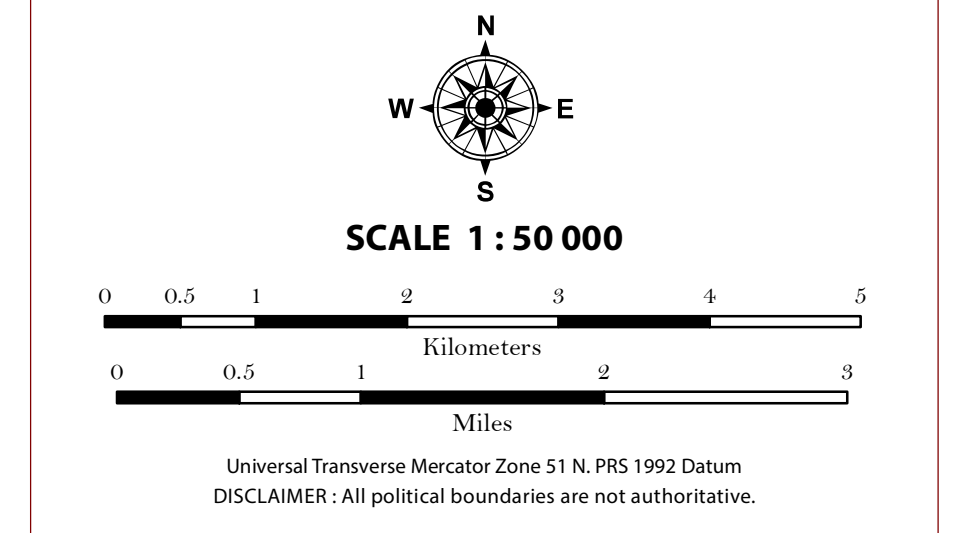 N
W E
S
SCALE 1 : 50 000
0 0.5 1 2 3 4 5
Kilometers
0 0.5 1 2 3
Miles
Universal Transverse Mercator Zone 51 N. PRS 1992 Datum
DISCLAIMER : All political boundaries are not authoritative.